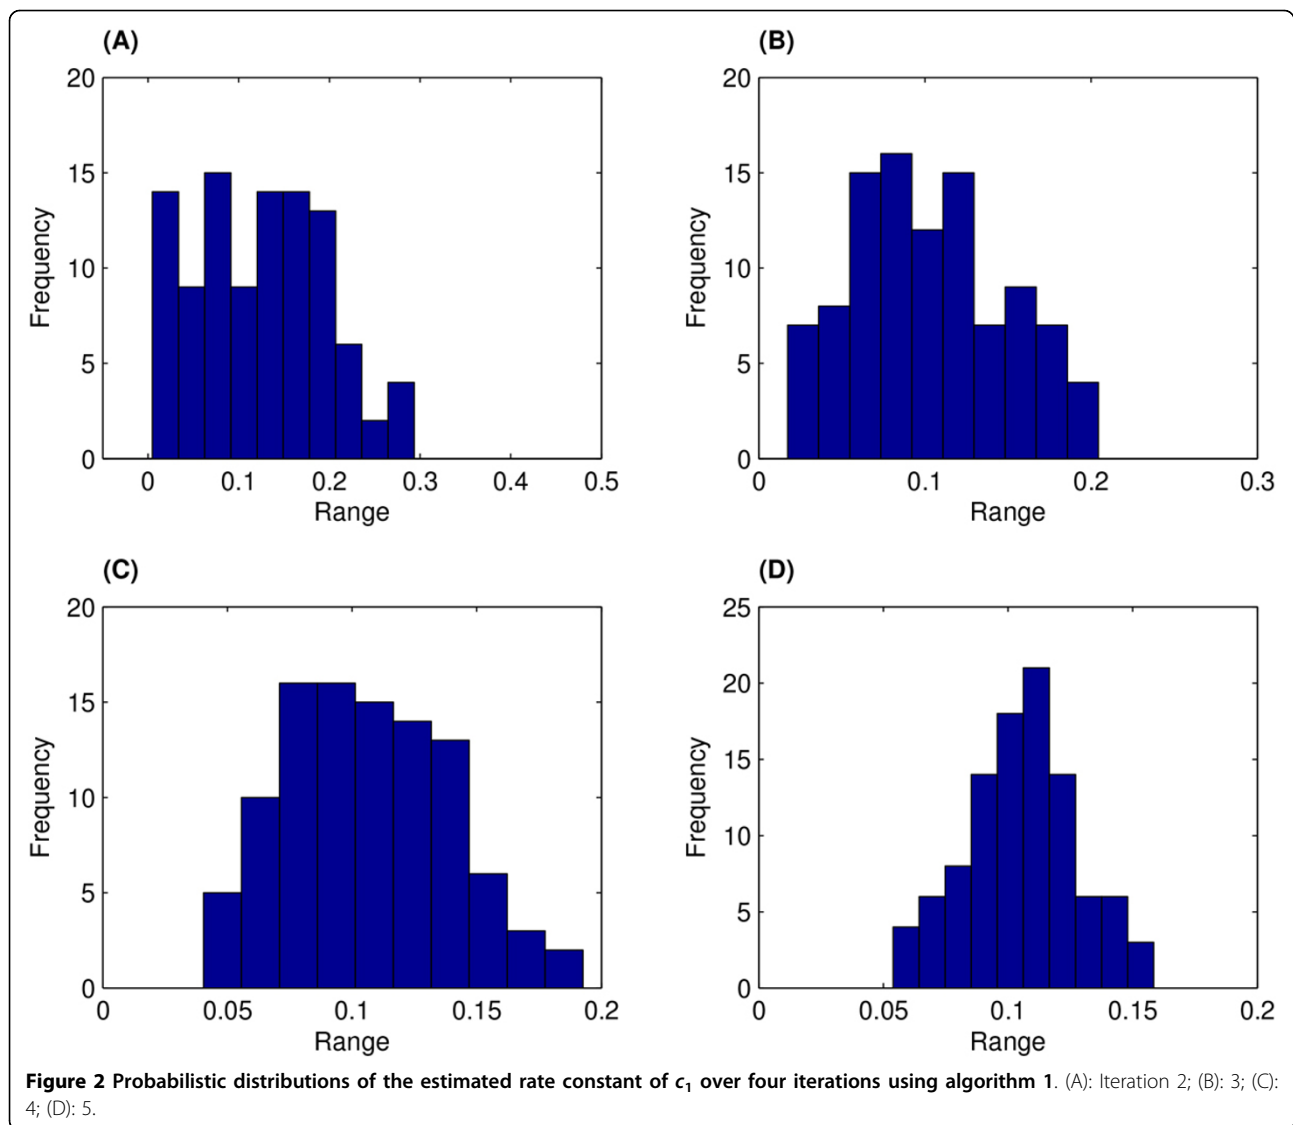 (A)
20
15
10
5
0
Frequency
0 0.1 0.2 0.3 0.4 0.5
Range
(B)
20
15
10
5
0
Frequency
0 0.1 0.2 0.3
Range
(C)
20
15
10
5
0
Frequency
0 0.05 0.1 0.15 0.2
Range
(D)
25
20
15
10
5
0
Frequency
0 0.05 0.1 0.15 0.2
Range
Figure 2 Probabilistic distributions of the estimated rate constant of c1 over four iterations using algorithm 1. (A): Iteration 2; (B): 3; (C):
4; (D): 5.